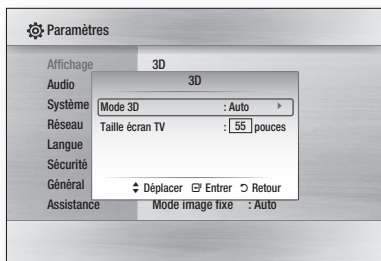 Paramètres
Affichage 3D
Audio
Système
Réseau
Langue
Sécurité
Général
Assistance
3D
Mode 3D : Auto
Taille écran TV : 55 pouces
Déplacer Entrer Retour
Mode image fixe : Auto